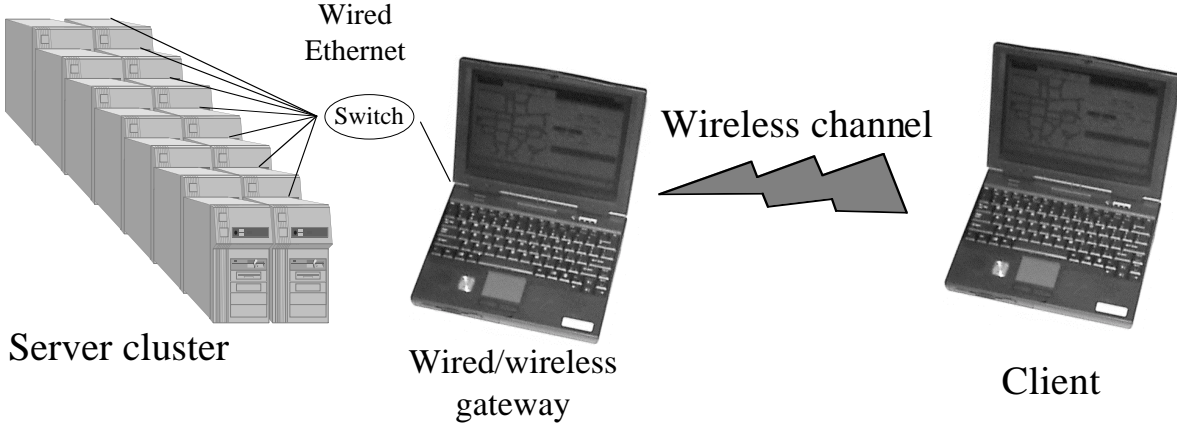 Wired
Ethernet
Switch
Wireless channel
Server cluster
Wired/wireless
gateway
Client